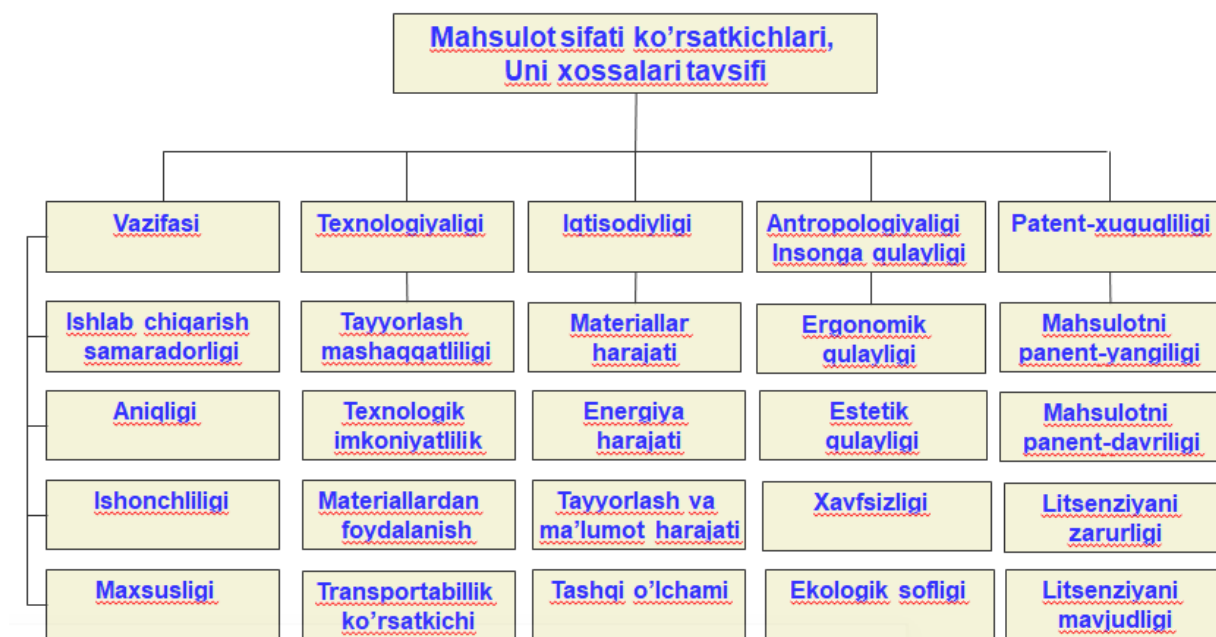 Mahsulot sifati ko’rsatkichlari,
Uni xossalari tavsifi
Vazifasi
Texnologiyaligi
Iqtisodiyligi
Antropologiyaligi
Insonga qulayligi
Patent-xuquqliligi
Ishlab chiqarish
samaradorligi
Tayyorlash
mashaqqatliligi
Materiallar
harajati
Ergonomik
qulayligi
Mahsulotni
panent-yangiligi
Aniqligi
Texnologik
imkoniyatlilik
Energiya
harajati
Estetik
qulayligi
Mahsulotni
panent-davriligi
Ishonchliligi
Materiallardan
foydalanish
Tayyorlash va
ma’lumot harajati
Xavfsizligi
Litsenziyani
zarurligi
Maxsusligi
Transportabillik
ko’rsatkichi
Tashqi o’lchami
Ekologik sofligi
Litsenziyani
mavjudligi